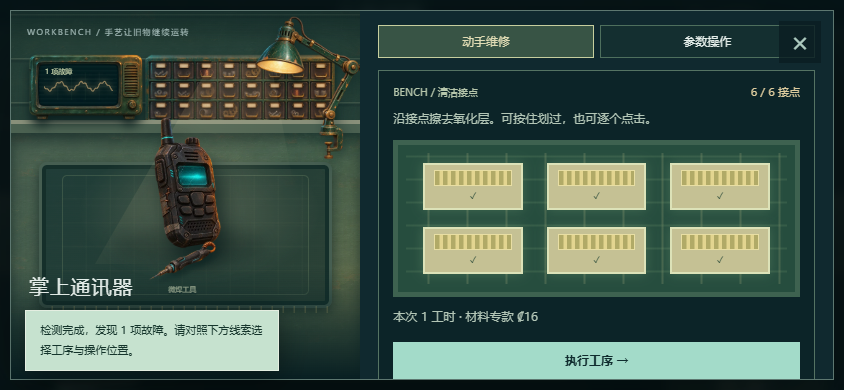 WORKBENCH / 手艺让旧物继续运转
1 项故障
掌上通讯器
微焊工具
检测完成，发现 1 项故障。请对照下方线索选
择工序与操作位置。
动手维修
参数操作
✕
BENCH / 清洁接点
6 / 6 接点
沿接点擦去氧化层。可按住划过，也可逐个点击。
✓ ✓ ✓
✓ ✓ ✓
本次 1 工时 · 材料专款 ₡16
执行工序 →